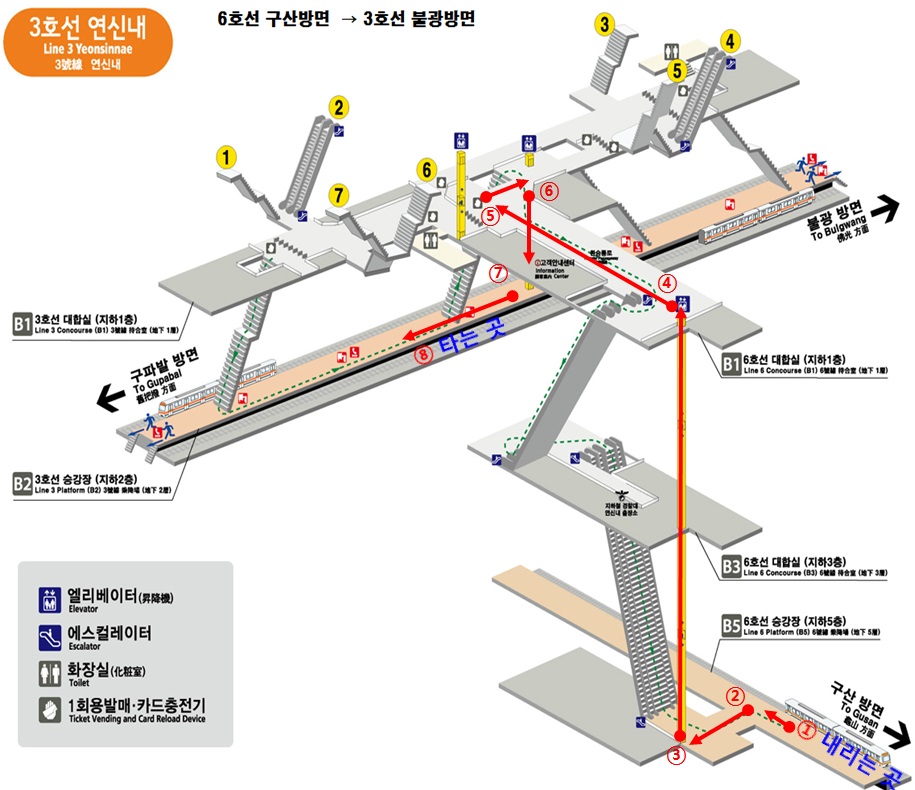 3호선 연신내
Line 3 Yeonsinnae
3號線 연신내
6호선 구산방면 → 3호선 불광방면
3
4
5
2
1
7
6
불광 방면
To Bulgwang
佛光 方面
⑥
⑤
④
⑦
⑧
고객안내센터
Information
顧客案內 Center
환승통로
타는 곳
B1 3호선 대합실 (지하1층)
Line 3 Concourse (B1) 3號線 待合室 (地下 1層)
구파발 방면
To Gupabal
舊把撥 方面
B1 6호선 대합실 (지하1층)
Line 6 Concourse (B1) 6號線 待合室 (地下 1層)
B2 3호선 승강장 (지하2층)
Line 3 Platform (B2) 3號線 乘降場 (地下 2層)
지하철 경찰대
연신내 출장소
B3 6호선 대합실 (지하3층)
Line 6 Concourse (B3) 6號線 待合室 (地下 3層)
B5 6호선 승강장 (지하5층)
Line 6 Platform (B5) 6號線 乘降場 (地下 5層)
엘리베이터(昇降機)
Elevator
에스컬레이터
Escalator
화장실(化粧室)
Toilet
1회용발매·카드충전기
Ticket Vending and Card Reload Device
구산 방면
To Gusan
龜山 方面
②
①
③
내리는 곳